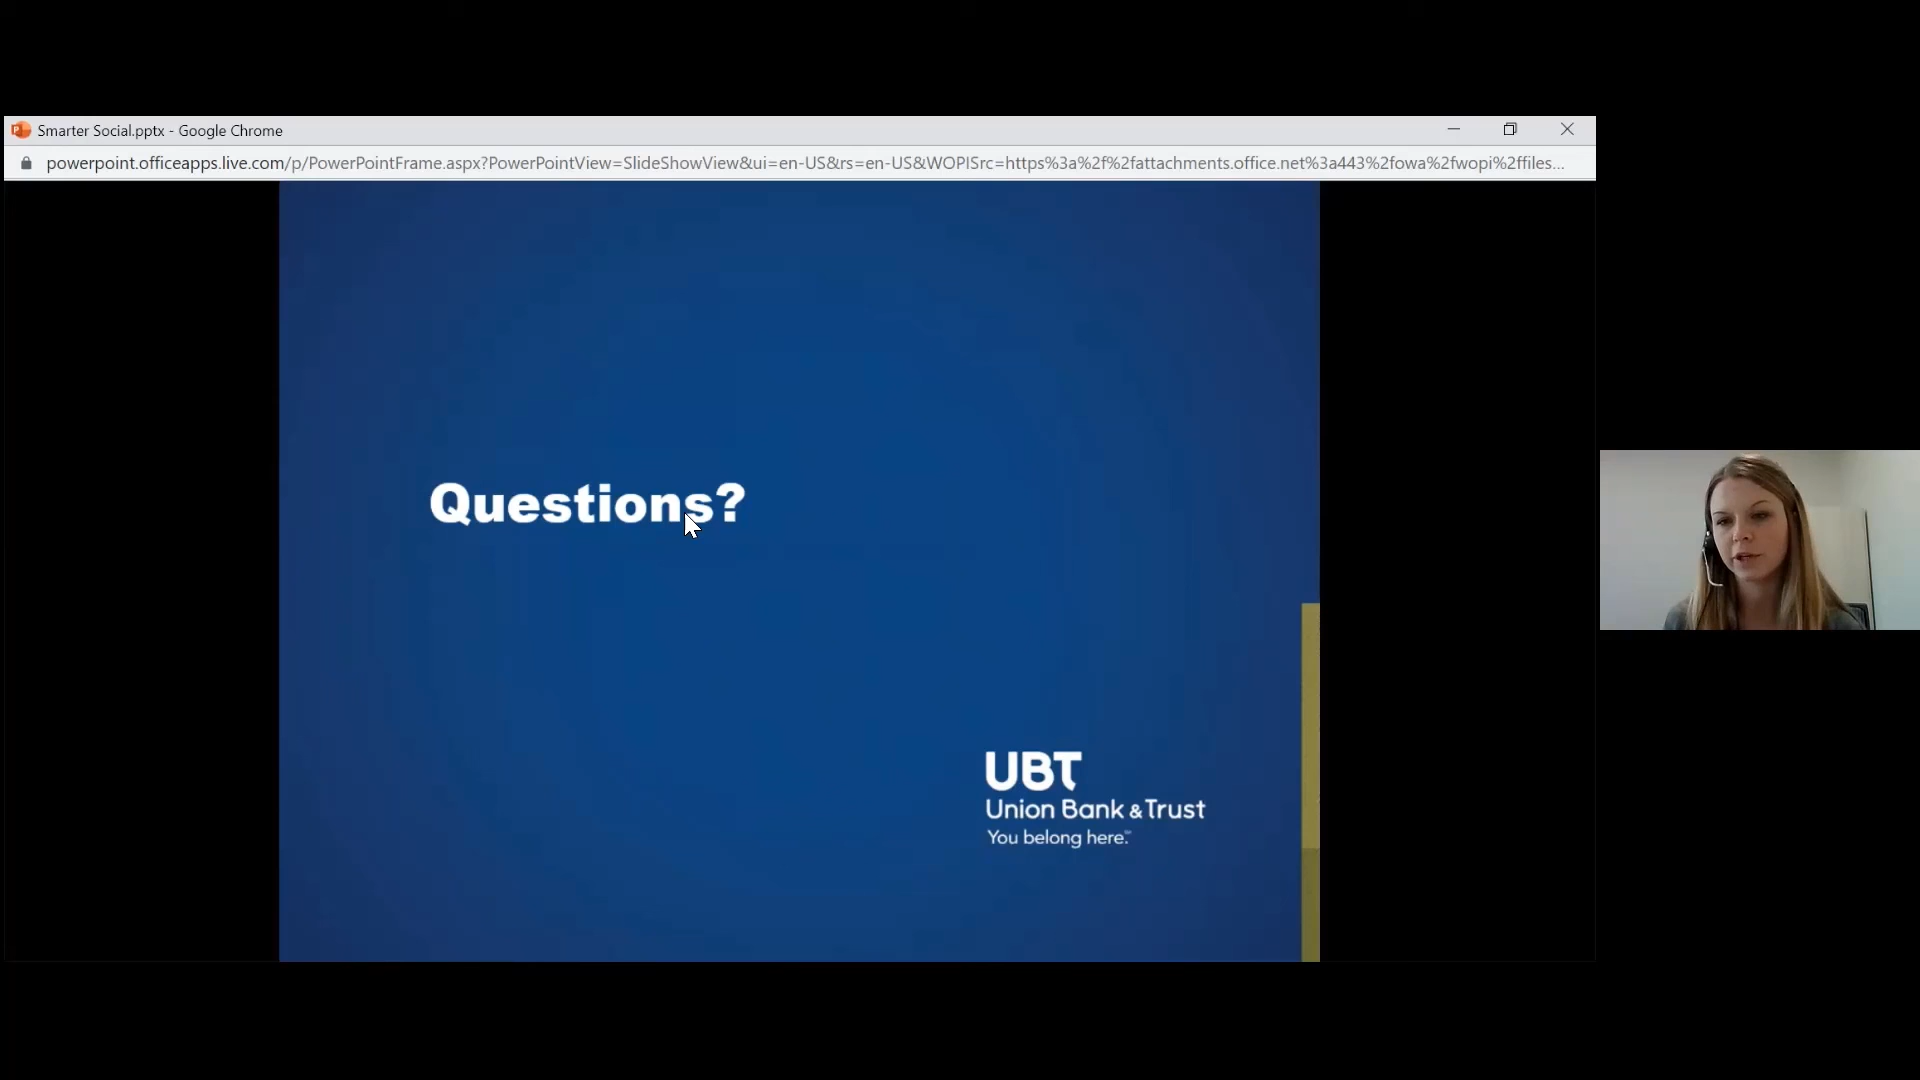 Smarter Social.pptx - Google Chrome
powerpoint.officeapps.live.com/p/PowerPointFrame.aspx?PowerPointView=SlideShowView&ui=en-US&rs=en-US&WOPISrc=https%3a%2f%2fattachments.office.net%3a443%2fowa%2fwopi%2ffiles...
Questions?
UBT
Union Bank & Trust
You belong here.℠